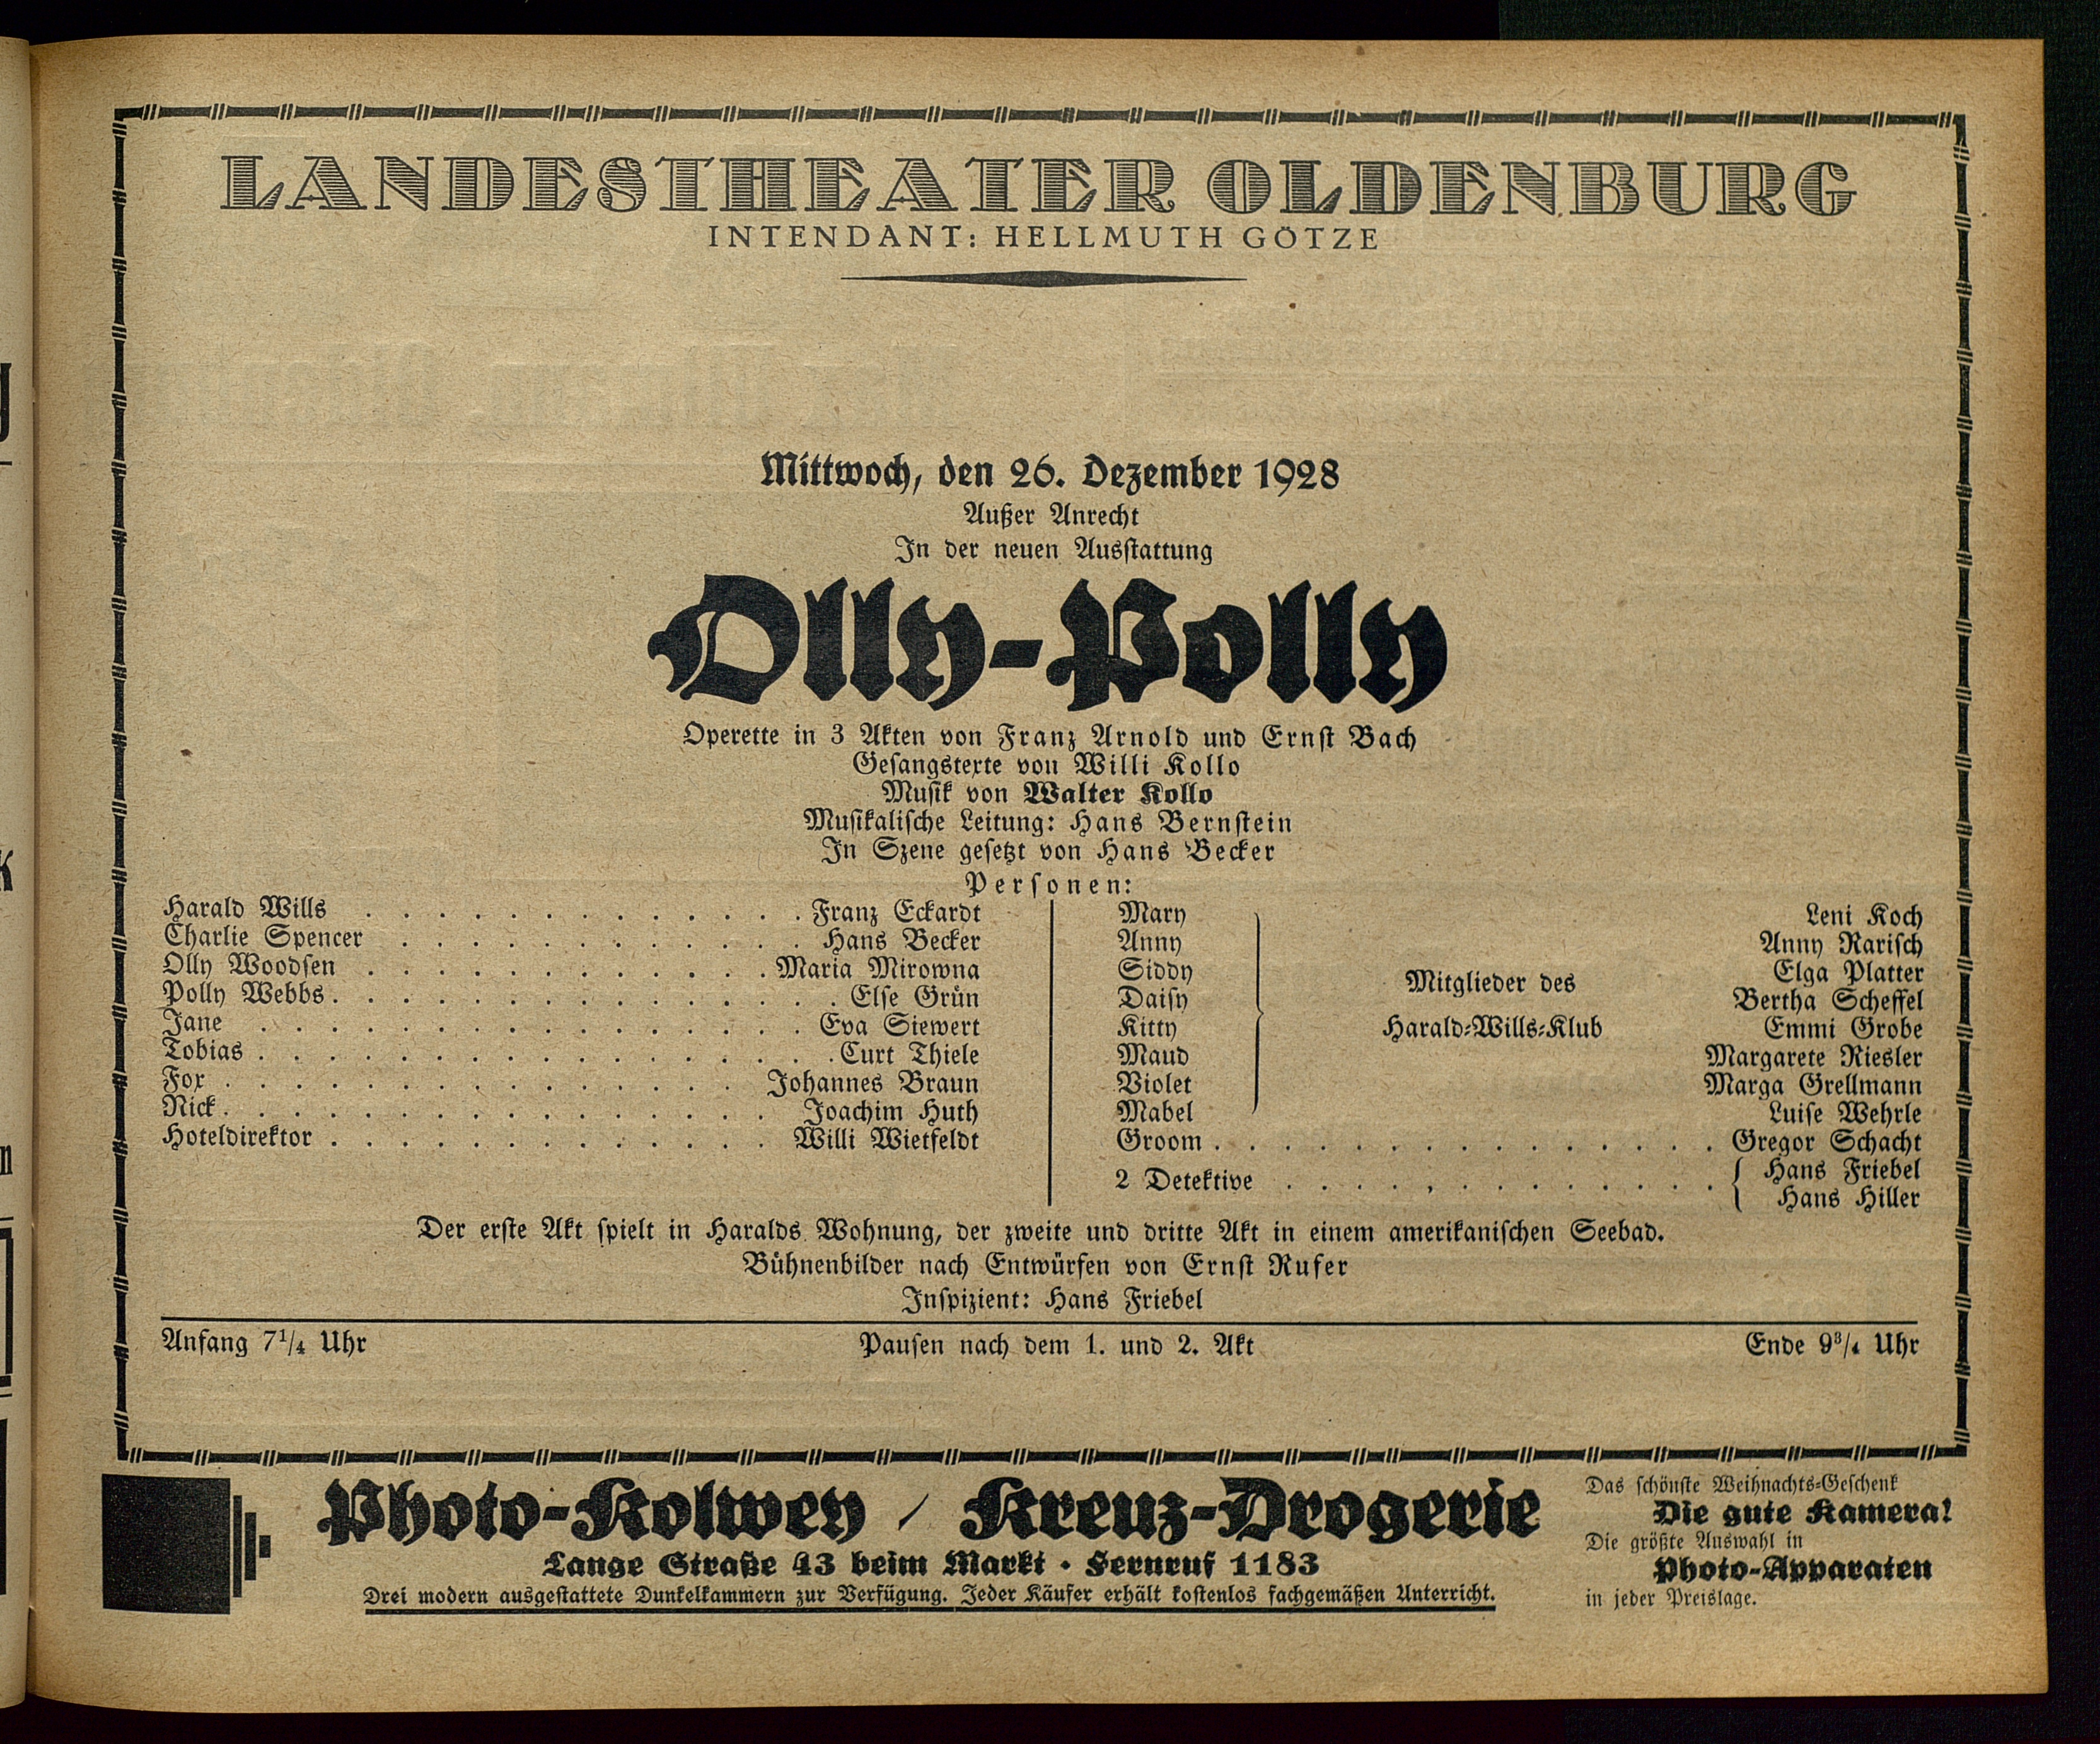 LANDESTHEATER OLDENBURG
INTENDANT: HELLMUTH GÖTZE
Mittwoch, den 26. Dezember 1928
Außer Anrecht
In der neuen Ausstattung
Olly-Polly
Operette in 3 Akten von Franz Arnold und Ernst Bach
Gesangstexte von Willi Kollo
Musik von Walter Kollo
Musikalische Leitung: Hans Bernstein
In Szene gesetzt von Hans Becker
Personen:
Harald Wills . . . . . . . . . . . . . Franz Eckardt
Charlie Spencer . . . . . . . . . . . . Hans Becker
Olly Woodsen . . . . . . . . . . . . Maria Mirowna
Polly Webbs . . . . . . . . . . . . . . . Else Grün
Jane . . . . . . . . . . . . . . . . Eva Siewert
Tobias . . . . . . . . . . . . . . . . . Curt Thiele
Fox . . . . . . . . . . . . . . . Johannes Braun
Nick . . . . . . . . . . . . . . . . Joachim Huth
Hoteldirektor . . . . . . . . . . . . . Willi Wietfeldt
Mary Leni Koch
Anny Anny Rarisch
Siddy Elga Platter
Mitglieder des
Daisy Bertha Scheffel
Kitty Harald-Wills-Klub Emmi Grobe
Maud Margarete Riesler
Violet Marga Grellmann
Mabel Luise Wehrle
Groom . . . . . . . . . . . . . . . Gregor Schacht
2 Detektive . . . . . . . . . . . . . { Hans Friebel
Hans Hiller
Der erste Akt spielt in Haralds Wohnung, der zweite und dritte Akt in einem amerikanischen Seebad.
Bühnenbilder nach Entwürfen von Ernst Rufer
Inspizient: Hans Friebel
Anfang 7¹/₄ Uhr Pausen nach dem 1. und 2. Akt Ende 9³/₄ Uhr
Photo-Kolwey / Kreuz-Drogerie
Lange Straße 43 beim Markt · Fernruf 1183
Drei modern ausgestattete Dunkelkammern zur Verfügung. Jeder Käufer erhält kostenlos fachgemäßen Unterricht.
Das schönste Weihnachts-Geschenk
Die gute Kamera!
Die größte Auswahl in
Photo-Apparaten
in jeder Preislage.